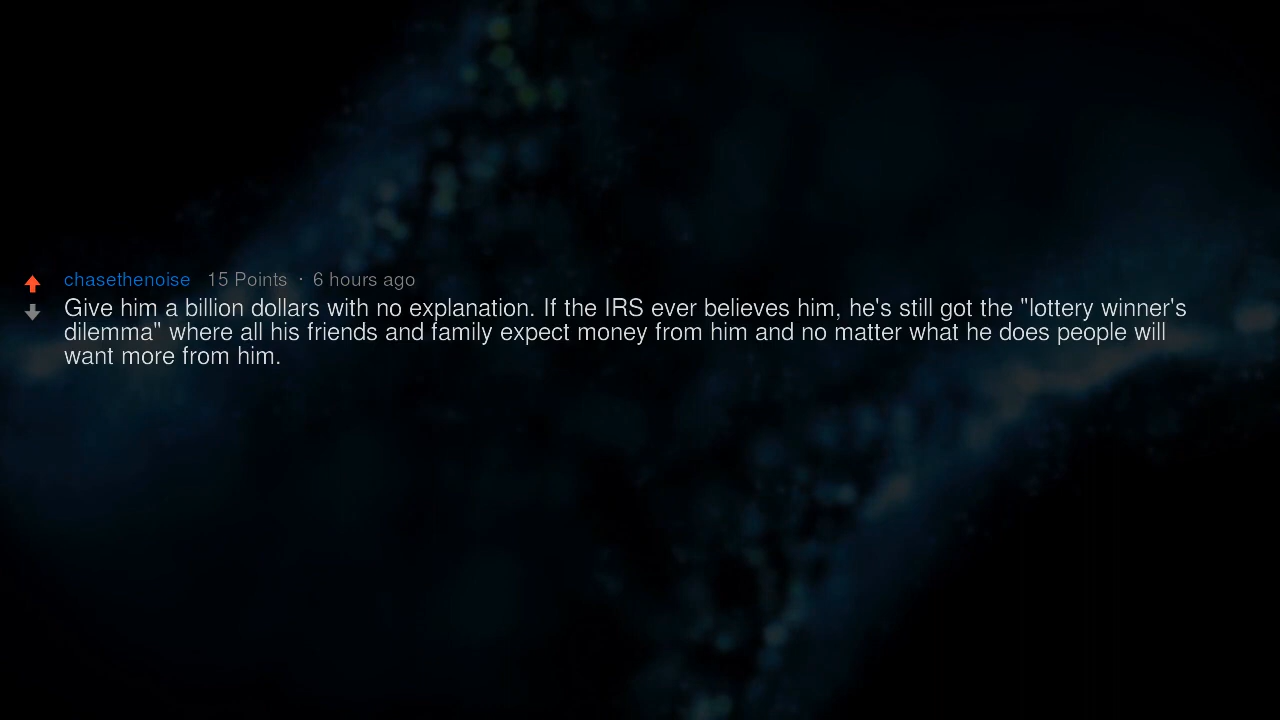 chasethenoise 15 Points · 6 hours ago
Give him a billion dollars with no explanation. If the IRS ever believes him, he's still got the "lottery winner's
dilemma" where all his friends and family expect money from him and no matter what he does people will
want more from him.